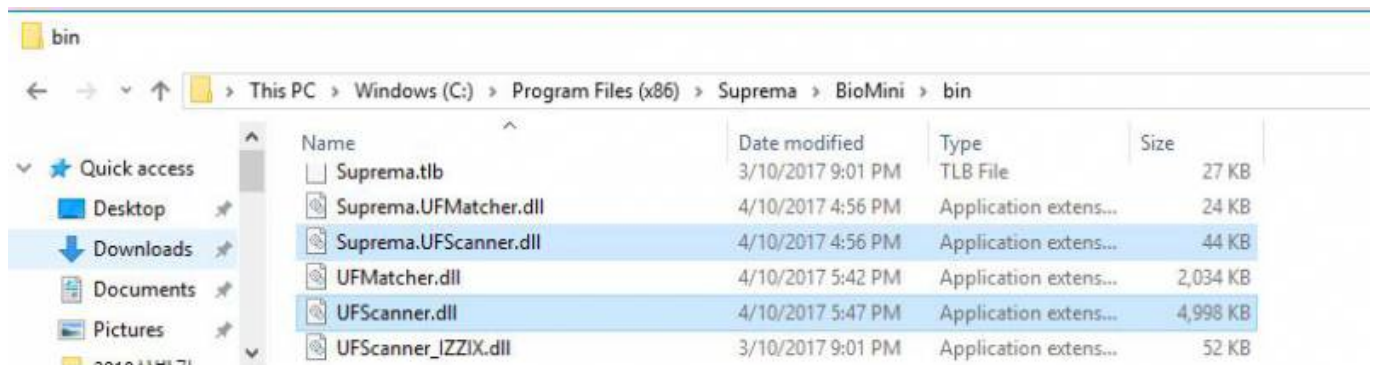 bin
This PC > Windows (C:) > Program Files (x86) > Suprema > BioMini > bin
Name Date modified Type Size
Quick access
Suprema.tlb 3/10/2017 9:01 PM TLB File 27 KB
Desktop
Suprema.UFMatcher.dll 4/10/2017 4:56 PM Application extens... 24 KB
Downloads
Suprema.UFScanner.dll 4/10/2017 4:56 PM Application extens... 44 KB
Documents
UFMatcher.dll 4/10/2017 5:42 PM Application extens... 2,034 KB
UFScanner.dll 4/10/2017 5:47 PM Application extens... 4,998 KB
Pictures
UFScanner_IZZIX.dll 3/10/2017 9:01 PM Application extens... 52 KB